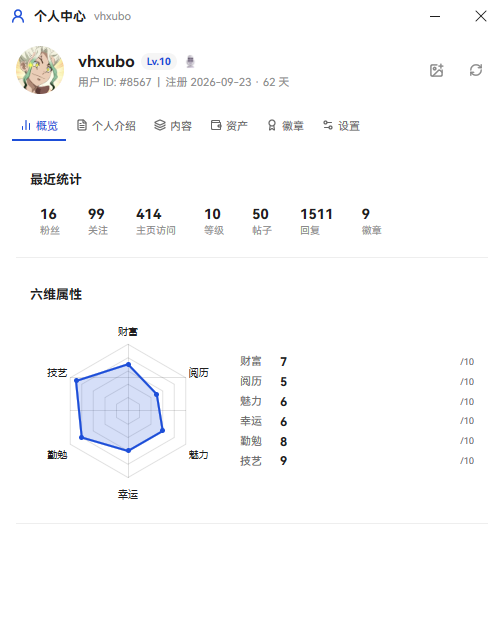 个人中心 vhxubo
vhxubo Lv.10
用户 ID: #8567 | 注册 2026-09-23 · 62 天
概览 个人介绍 内容 资产 徽章 设置
最近统计
16 99 414 10 50 1511 9
粉丝 关注 主页访问 等级 帖子 回复 徽章
六维属性
财富
技艺 阅历
勤勉 魅力
幸运
财富 7 /10
阅历 5 /10
魅力 6 /10
幸运 6 /10
勤勉 8 /10
技艺 9 /10